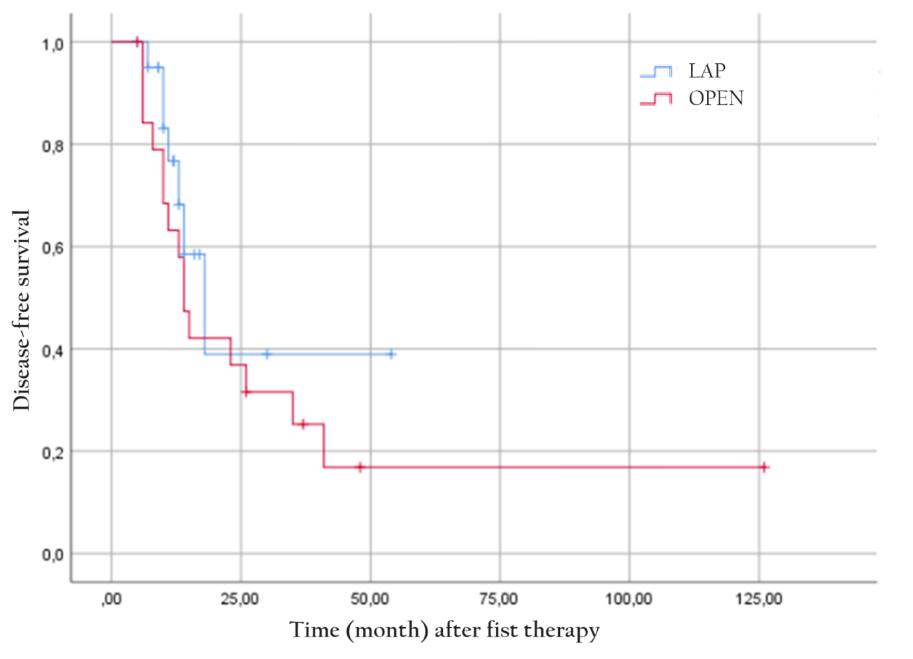 1,0
0,8
0,6
0,4
0,2
0,0
Disease-free survival
LAP
OPEN
,00 25,00 50,00 75,00 100,00 125,00
Time (month) after fist therapy